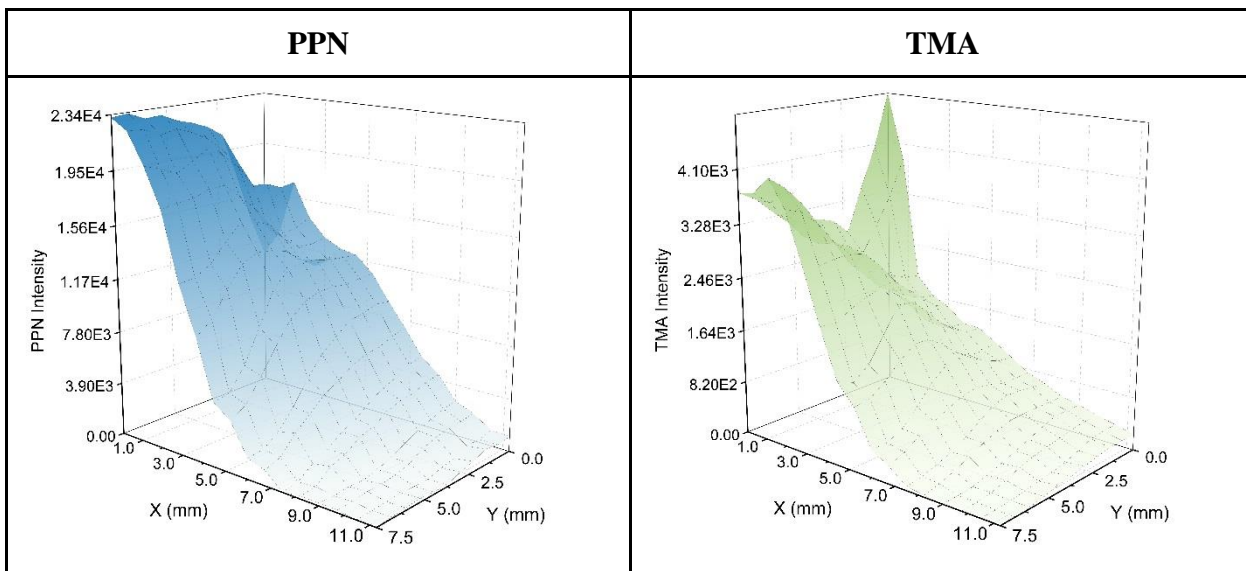 PPN
TMA
2.34E4
1.95E4
1.56E4
1.17E4
7.80E3
3.90E3
0.00
PPN Intensity
1.0
3.0
5.0
7.0
9.0
11.0
X (mm)
0.0
2.5
5.0
7.5
Y (mm)
4.10E3
3.28E3
2.46E3
1.64E3
8.20E2
0.00
TMA Intensity
1.0
3.0
5.0
7.0
9.0
11.0
X (mm)
0.0
2.5
5.0
7.5
Y (mm)